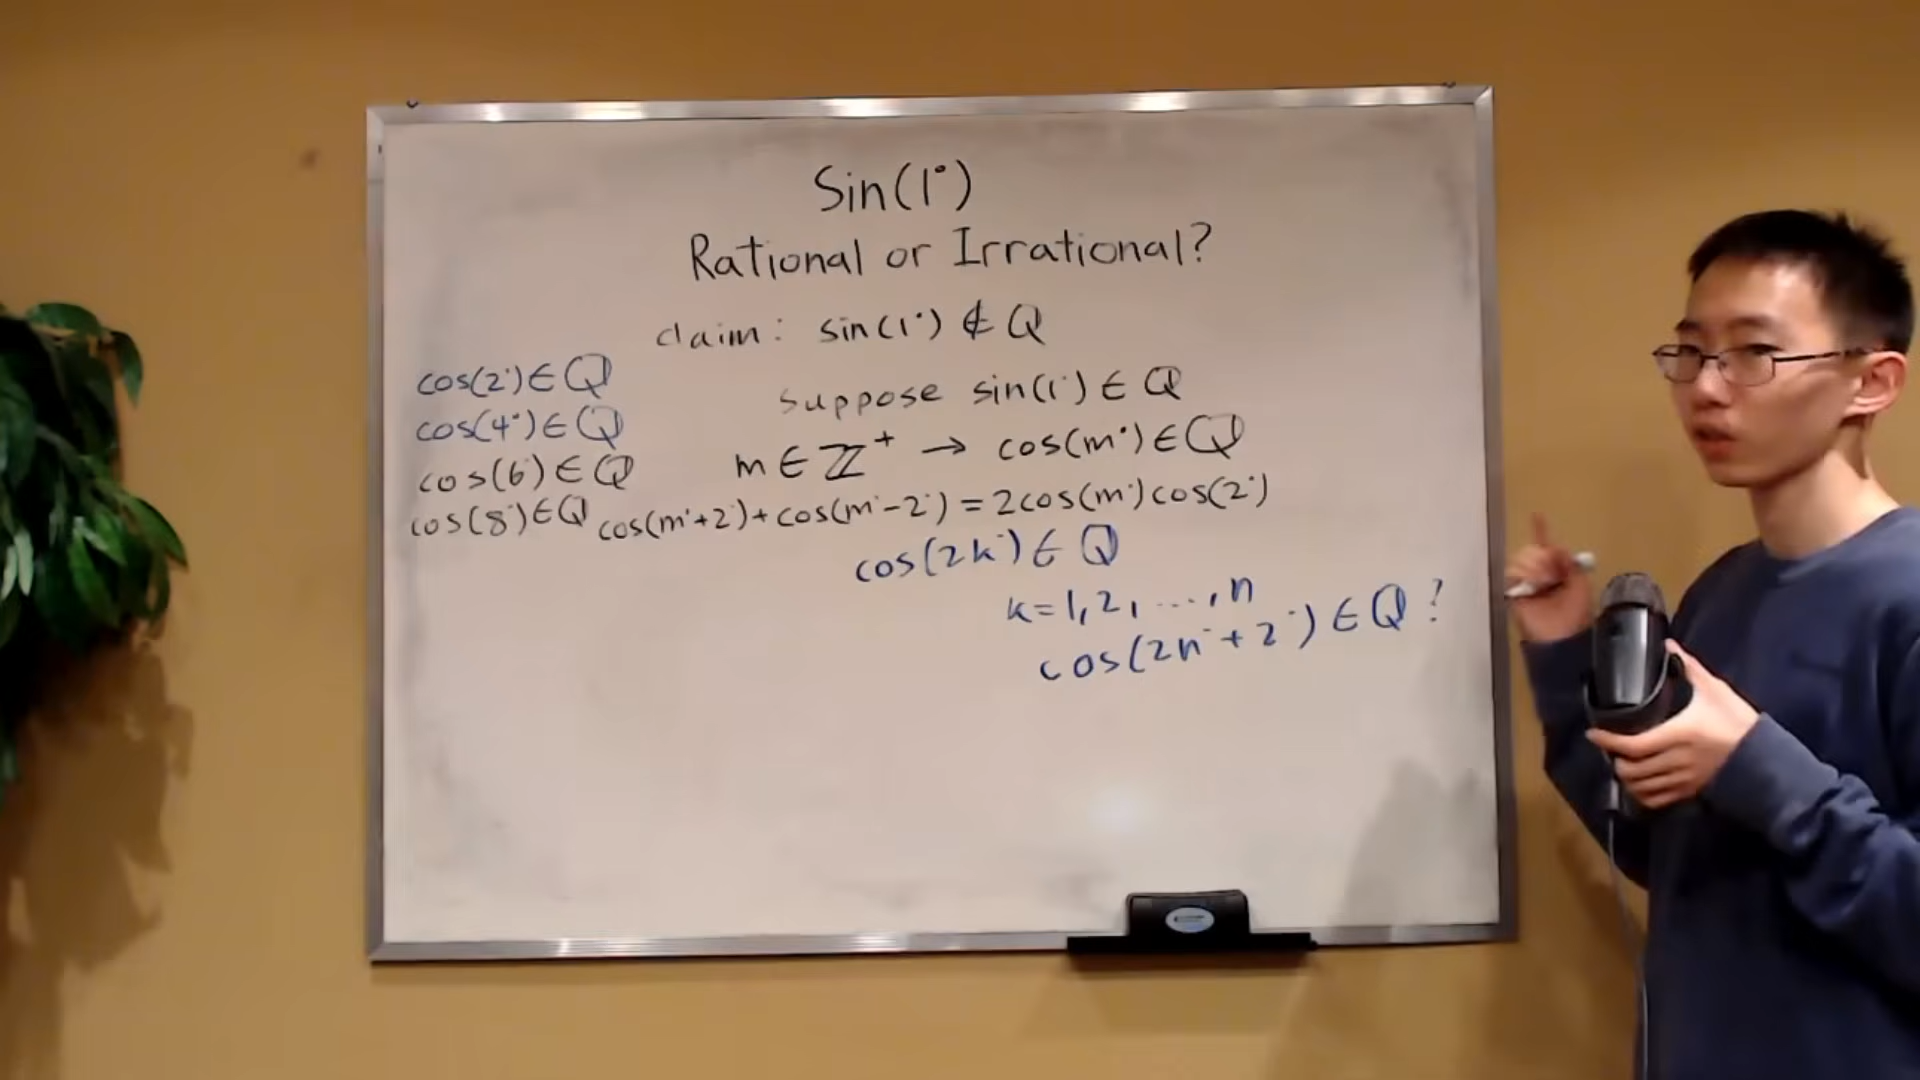 Sin(1°)
Rational or Irrational?
claim: sin(1°) ∉ ℚ
cos(2°) ∈ ℚ
cos(4°) ∈ ℚ
cos(6°) ∈ ℚ
cos(8°) ∈ ℚ
suppose sin(1°) ∈ ℚ
m ∈ ℤ⁺ → cos(m°) ∈ ℚ
cos(m°+2°)+cos(m°-2°) = 2cos(m°)cos(2°)
cos(2k°) ∈ ℚ
k=1,2, ..., n
cos(2n°+2°) ∈ ℚ?